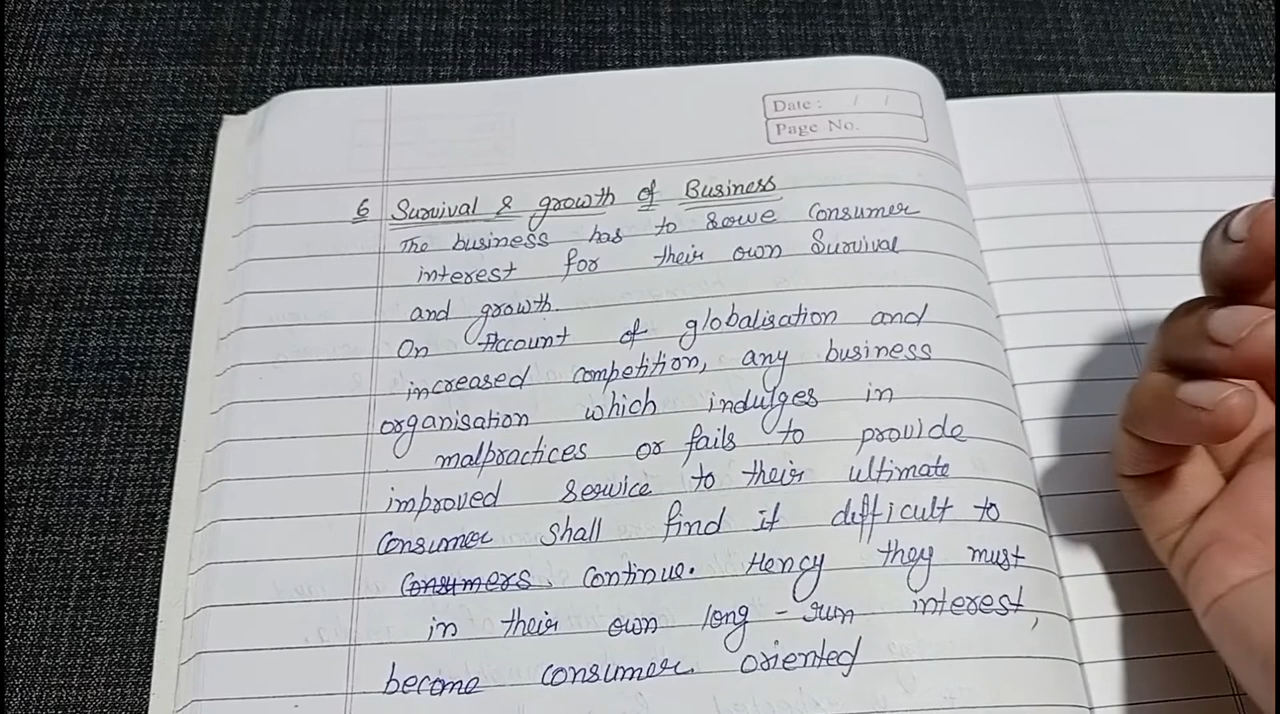 Date : / /
Page No.
6 Survival & growth of Business
The business has to serve Consumer
interest for their own Survival
and growth.
On Account of globalisation and
increased competition, any business
organisation which indulges in
malpractices or fails to provide
improved service to their ultimate
Consumer shall find it difficult to
Consumers. Continue. Hency they must
in their own long-run interest,
become consumer oriented